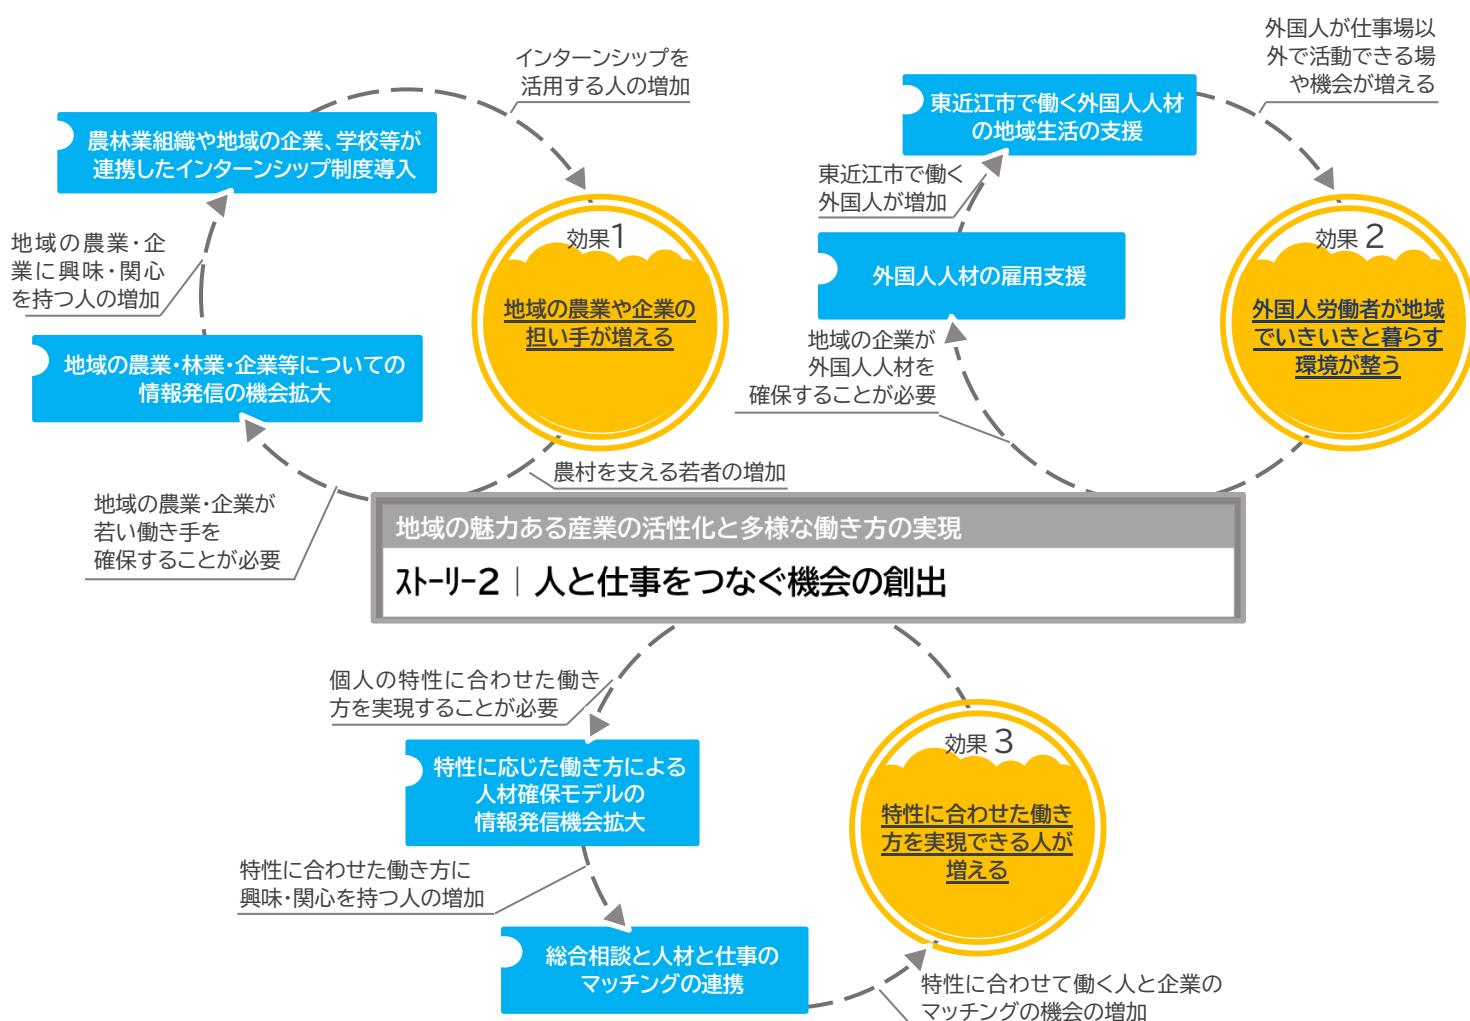 インターンシップを
活用する人の増加
農林業組織や地域の企業、学校等が
連携したインターンシップ制度導入
地域の農業・企
業に興味・関心
を持つ人の増加
地域の農業・林業・企業等についての
情報発信の機会拡大
地域の農業・企業が
若い働き手を
確保することが必要
効果1
地域の農業や企業の
担い手が増える
農村を支える若者の増加
外国人が仕事場以
外で活動できる場
や機会が増える
東近江市で働く外国人人材
の地域生活の支援
東近江市で働く
外国人が増加
外国人人材の雇用支援
地域の企業が
外国人人材を
確保することが必要
効果2
外国人労働者が地域
でいきいきと暮らす
環境が整う
地域の魅力ある産業の活性化と多様な働き方の実現
ストーリー2｜人と仕事をつなぐ機会の創出
個人の特性に合わせた働き
方を実現することが必要
特性に応じた働き方による
人材確保モデルの
情報発信機会拡大
特性に合わせた働き方に
興味・関心を持つ人の増加
総合相談と人材と仕事の
マッチングの連携
効果3
特性に合わせた働き
方を実現できる人が
増える
特性に合わせて働く人と企業の
マッチングの機会の増加